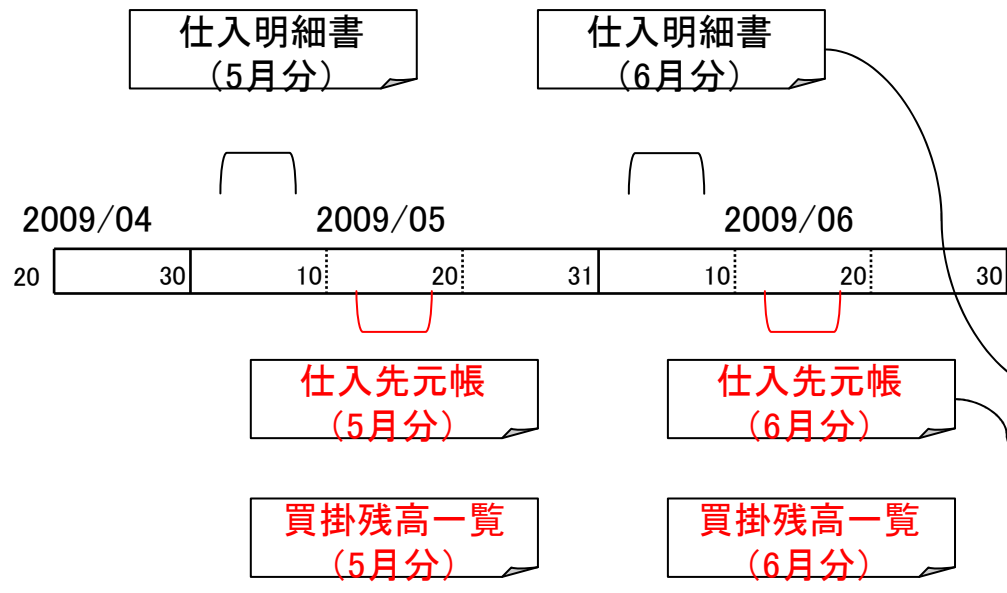 仕入明細書
(5月分)
仕入明細書
(6月分)
2009/04
2009/05
2009/06
20
30
10
20
31
10
20
30
仕入先元帳
(5月分)
仕入先元帳
(6月分)
買掛残高一覧
(5月分)
買掛残高一覧
(6月分)